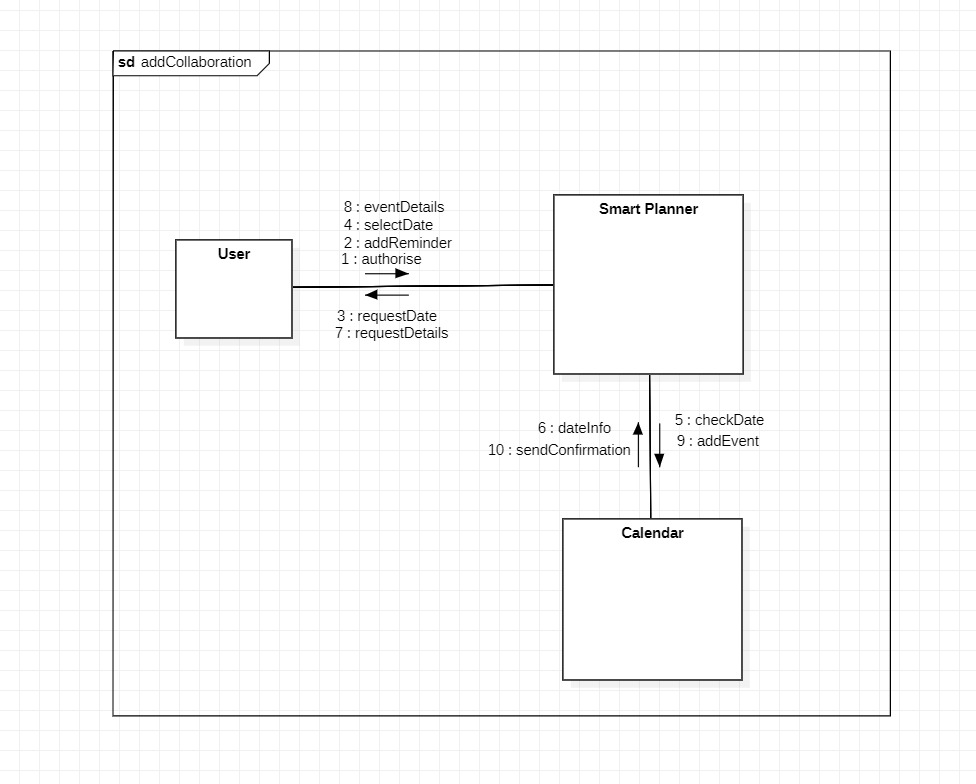 sd addCollaboration
8 : eventDetails
4 : selectDate
2 : addReminder
1 : authorise
User
Smart Planner
3 : requestDate
7 : requestDetails
6 : dateInfo
10 : sendConfirmation
5 : checkDate
9 : addEvent
Calendar